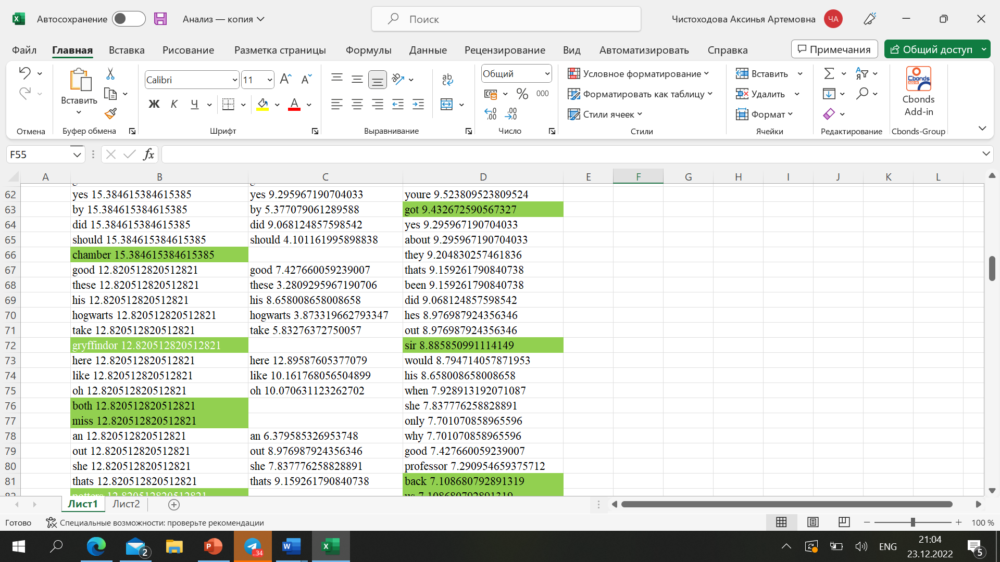 Автосохранение
Анализ — копия
Поиск
Чистоходова Аксинья Артемовна
ЧА
Файл Главная Вставка Рисование Разметка страницы Формулы Данные Рецензирование Вид Автоматизировать Справка
Примечания
Общий доступ
Отмена
Вставить
Буфер обмена
Calibri 11
Ж К Ч
Шрифт
Выравнивание
Общий
% 000
Число
Условное форматирование
Форматировать как таблицу
Стили ячеек
Стили
Вставить
Удалить
Формат
Ячейки
Редактирование
Cbonds
Add-in
Cbonds-Group
F55
fx
A B C D E F G H I J K L
62 yes 15.384615384615385 yes 9.295967190704033 youre 9.523809523809524
63 by 15.384615384615385 by 5.377079061289588 got 9.432672590567327
64 did 15.384615384615385 did 9.068124857598542 yes 9.295967190704033
65 should 15.384615384615385 should 4.101161995898838 about 9.295967190704033
66 chamber 15.384615384615385 they 9.204830257461836
67 good 12.820512820512821 good 7.427660059239007 thats 9.159261790840738
68 these 12.820512820512821 these 3.2809295967190706 been 9.159261790840738
69 his 12.820512820512821 his 8.658008658008658 did 9.068124857598542
70 hogwarts 12.820512820512821 hogwarts 3.873319662793347 hes 8.976987924356346
71 take 12.820512820512821 take 5.83276372750057 out 8.976987924356346
72 gryffindor 12.820512820512821 sir 8.885850991114149
73 here 12.820512820512821 here 12.89587605377079 would 8.794714057871953
74 like 12.820512820512821 like 10.161768056504899 his 8.658008658008658
75 oh 12.820512820512821 oh 10.070631123262702 when 7.928913192071087
76 both 12.820512820512821 she 7.837776258828891
77 miss 12.820512820512821 only 7.701070858965596
78 an 12.820512820512821 an 6.379585326953748 why 7.701070858965596
79 out 12.820512820512821 out 8.976987924356346 good 7.427660059239007
80 she 12.820512820512821 she 7.837776258828891 professor 7.290954659375712
81 thats 12.820512820512821 thats 9.159261790840738 back 7.108680792891319
82 potters 12.820512820512821 us 7.108680792891319
Лист1 Лист2
Готово
Специальные возможности: проверьте рекомендации
100 %
2
..34
ENG
21:04
23.12.2022
5